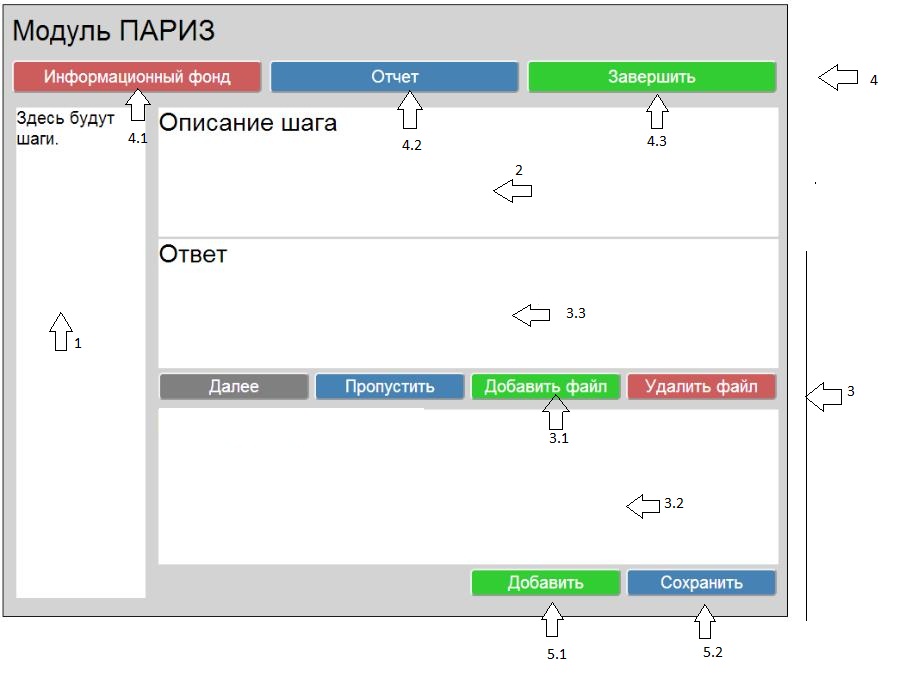 Модуль ПАРИЗ
Информационный фонд
Отчет
Завершить
4
Здесь будут
шаги.
4.1
4.2
4.3
Описание шага
2
Ответ
3.3
1
Далее
Пропустить
Добавить файл
Удалить файл
3
3.1
3.2
Добавить
Сохранить
5.1
5.2